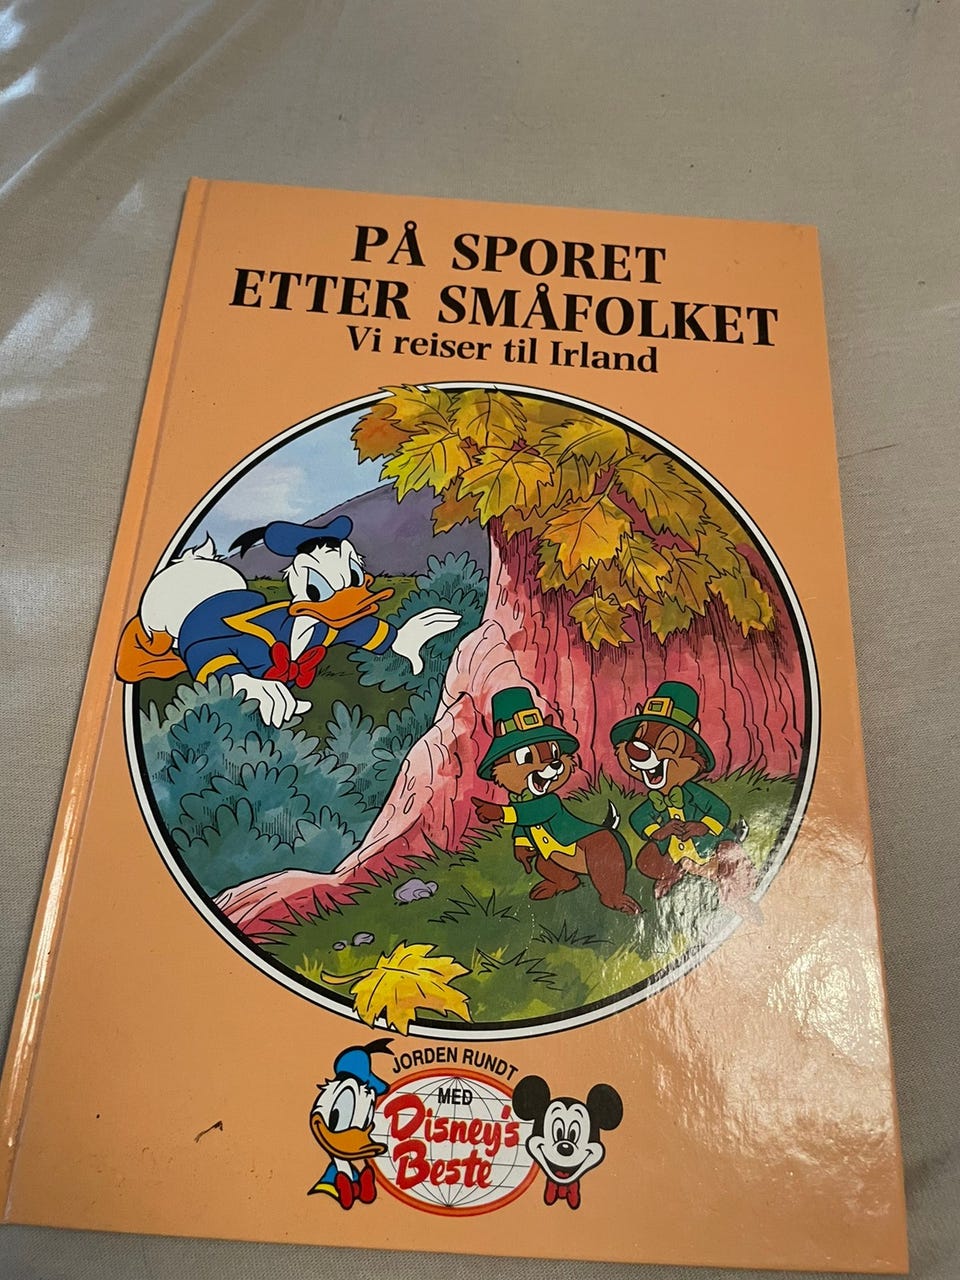 PÅ SPORET
ETTER SMÅFOLKET
Vi reiser til Irland
JORDEN RUNDT
MED
Disney's
Beste